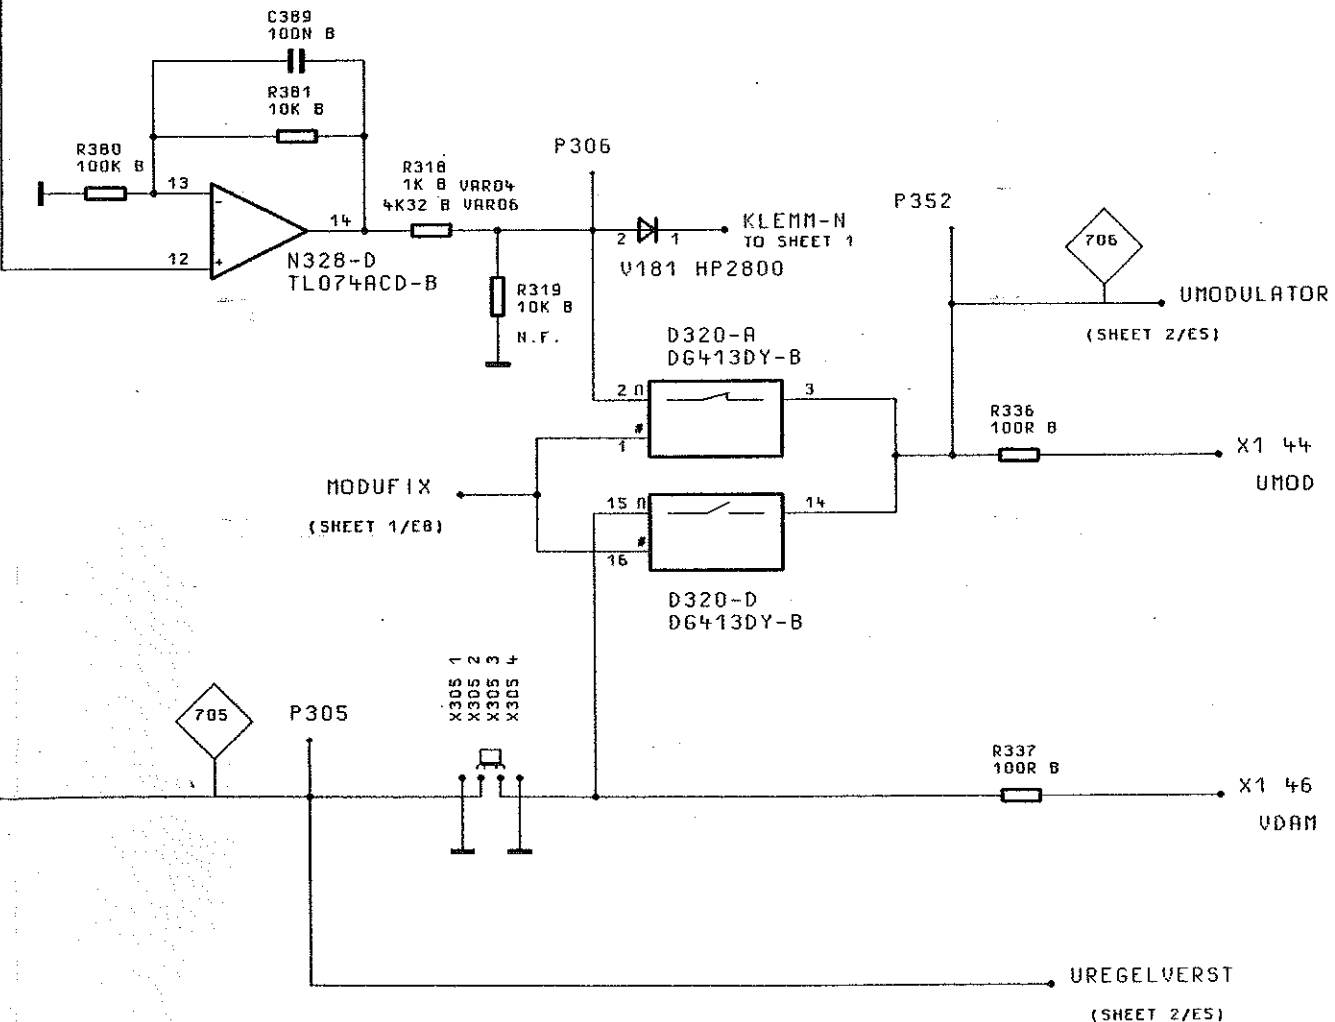 C389
100N B
R381
10K B
R380
100K B
13
12
14
N328-D
TL074ACD-B
R318
1K B VAR04
4K32 B VAR06
P306
2
1
KLEMM-N
TO SHEET 1
V181 HP2800
R319
10K B
N.F.
P352
706
UMODULATOR
(SHEET 2/E5)
D320-A
DG413DY-B
2
3
#
1
R336
100R B
X1 44
UMOD
MODUFIX
(SHEET 1/E8)
15
14
#
16
D320-D
DG413DY-B
X305 1
X305 2
X305 3
X305 4
705
P305
R337
100R B
X1 46
VDAM
UREGELVERST
(SHEET 2/E5)